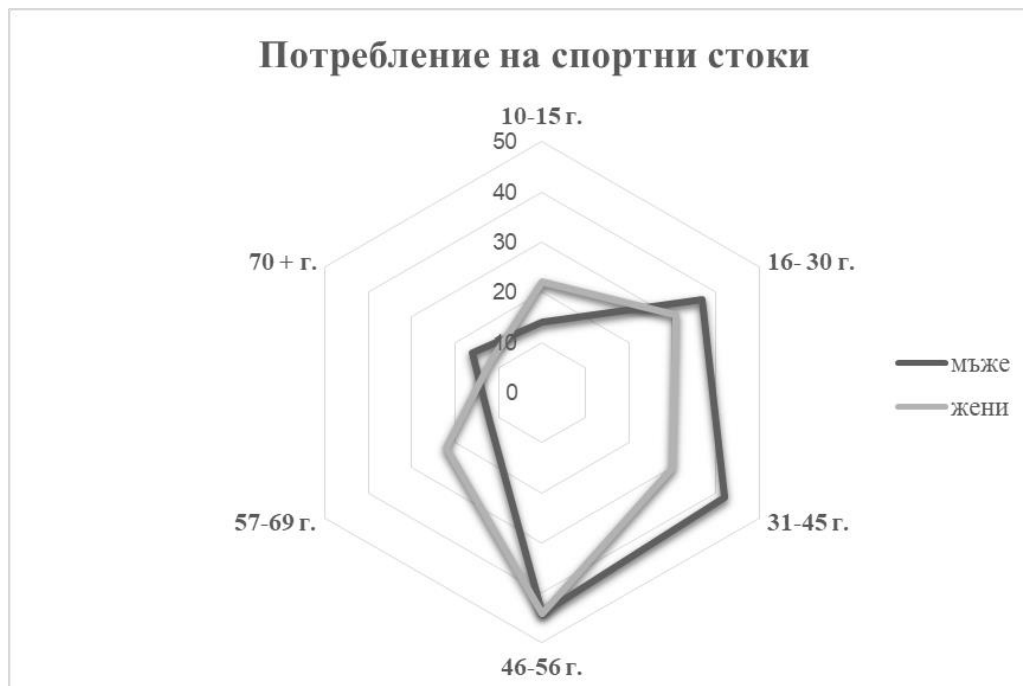 Потребление на спортни стоки
10-15 г.
50
40
30
20
10
0
70 + г.
16- 30 г.
57-69 г.
31-45 г.
46-56 г.
мъже
жени